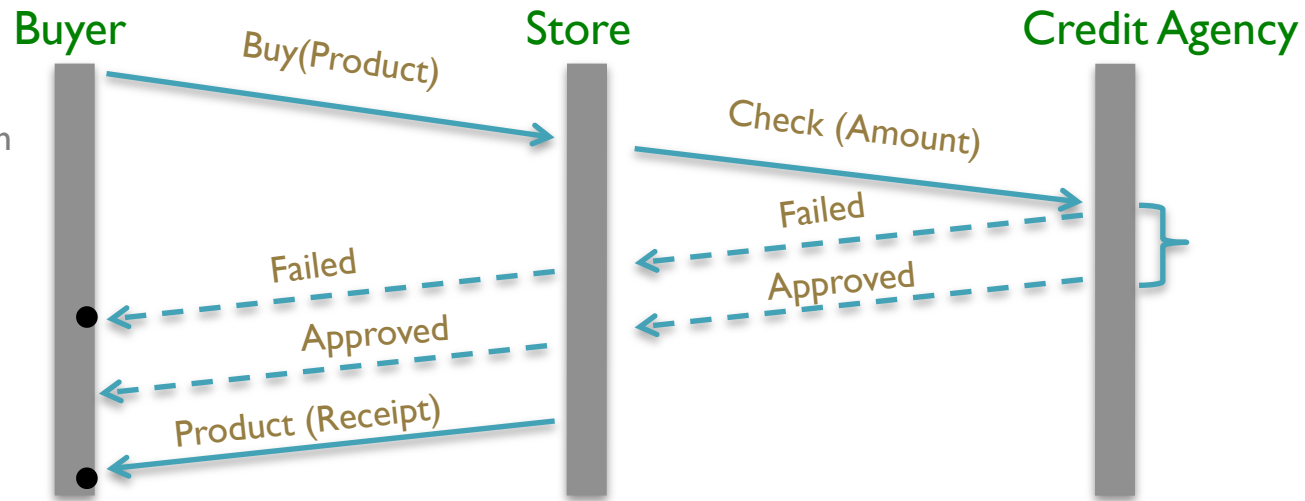 Buyer
Store
Credit Agency
Buy(Product)
Check (Amount)
Failed
Failed
Approved
Approved
Product (Receipt)